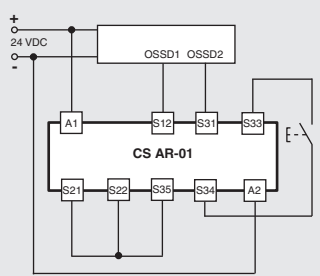 +
24 VDC
-
OSSD1 OSSD2
A1 S12 S31 S33
CS AR-01
S21 S22 S35 S34 A2